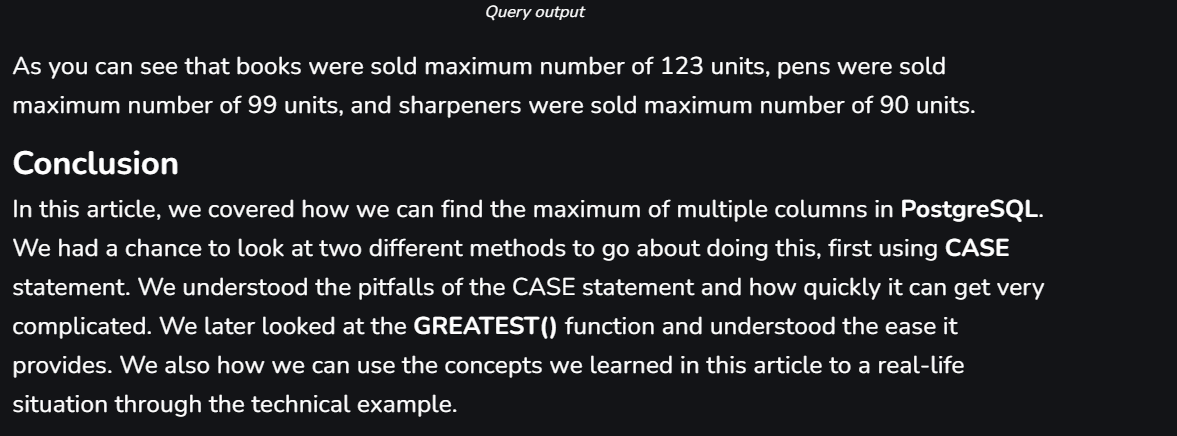 Query output
As you can see that books were sold maximum number of 123 units, pens were sold
maximum number of 99 units, and sharpeners were sold maximum number of 90 units.
Conclusion
In this article, we covered how we can find the maximum of multiple columns in PostgreSQL.
We had a chance to look at two different methods to go about doing this, first using CASE
statement. We understood the pitfalls of the CASE statement and how quickly it can get very
complicated. We later looked at the GREATEST() function and understood the ease it
provides. We also how we can use the concepts we learned in this article to a real-life
situation through the technical example.